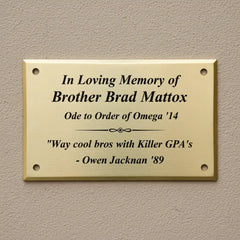 In Loving Memory of
Brother Brad Mattox
Ode to Order of Omega '14
"Way cool bros with Killer GPA's
- Owen Jacknan '89